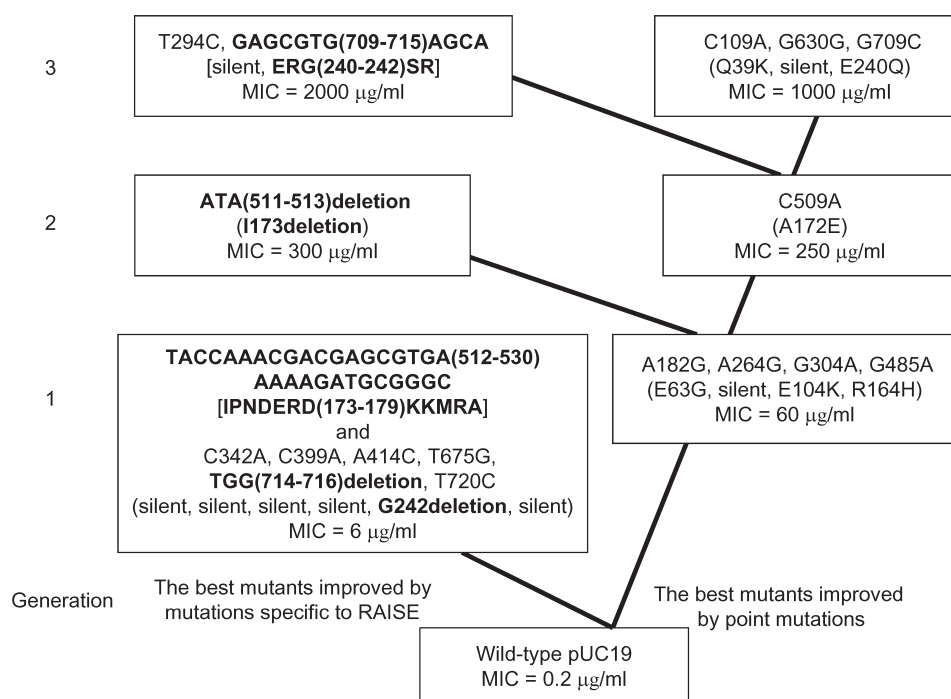 3
T294C, GAGCGTG(709-715)AGCA
[silent, ERG(240-242)SR]
MIC = 2000 μg/ml
C109A, G630G, G709C
(Q39K, silent, E240Q)
MIC = 1000 μg/ml
2
ATA(511-513)deletion
(I173deletion)
MIC = 300 μg/ml
C509A
(A172E)
MIC = 250 μg/ml
1
TACCAAACGACGAGCGTGA(512-530)
AAAAGATGCGGGC
[IPNDERD(173-179)KKMRA]
and
C342A, C399A, A414C, T675G,
TGG(714-716)deletion, T720C
(silent, silent, silent, silent, G242deletion, silent)
MIC = 6 μg/ml
A182G, A264G, G304A, G485A
(E63G, silent, E104K, R164H)
MIC = 60 μg/ml
Generation
The best mutants improved by
mutations specific to RAISE
The best mutants improved
by point mutations
Wild-type pUC19
MIC = 0.2 μg/ml